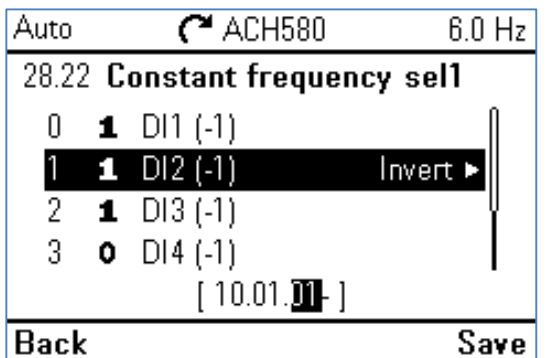 Auto ACH580 6.0 Hz
28.22 Constant frequency sel1
0 1 DI1 (-1)
1 1 DI2 (-1) Invert ►
2 1 DI3 (-1)
3 0 DI4 (-1)
[ 10.01.01- ]
Back Save